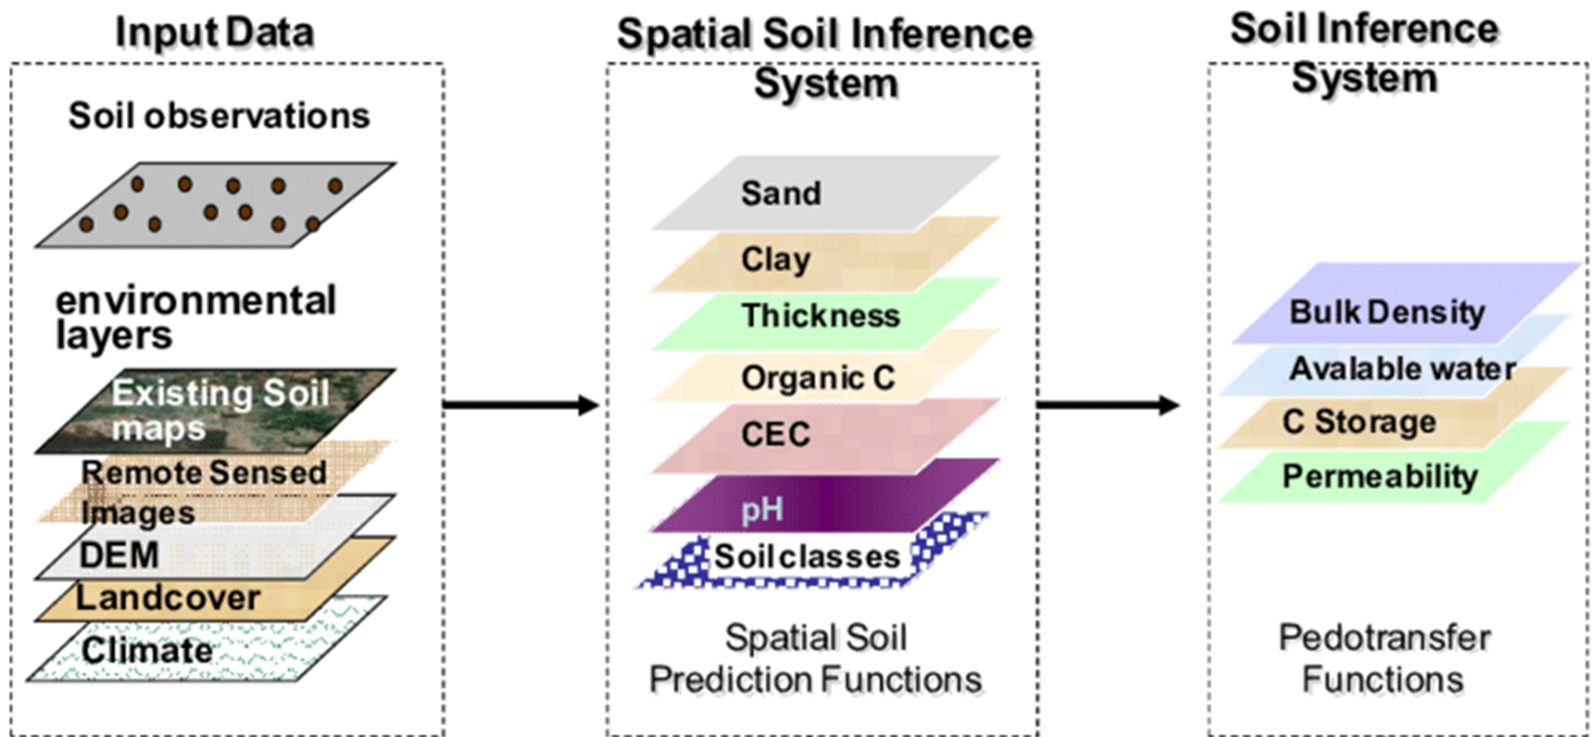 Input Data
Soil observations
environmental
layers
Existing Soil
maps
Remote Sensed
Images
DEM
Landcover
Climate
Spatial Soil Inference
System
Sand
Clay
Thickness
Organic C
CEC
pH
Soil classes
Spatial Soil
Prediction Functions
Soil Inference
System
Bulk Density
Avalable water
C Storage
Permeability
Pedotransfer
Functions